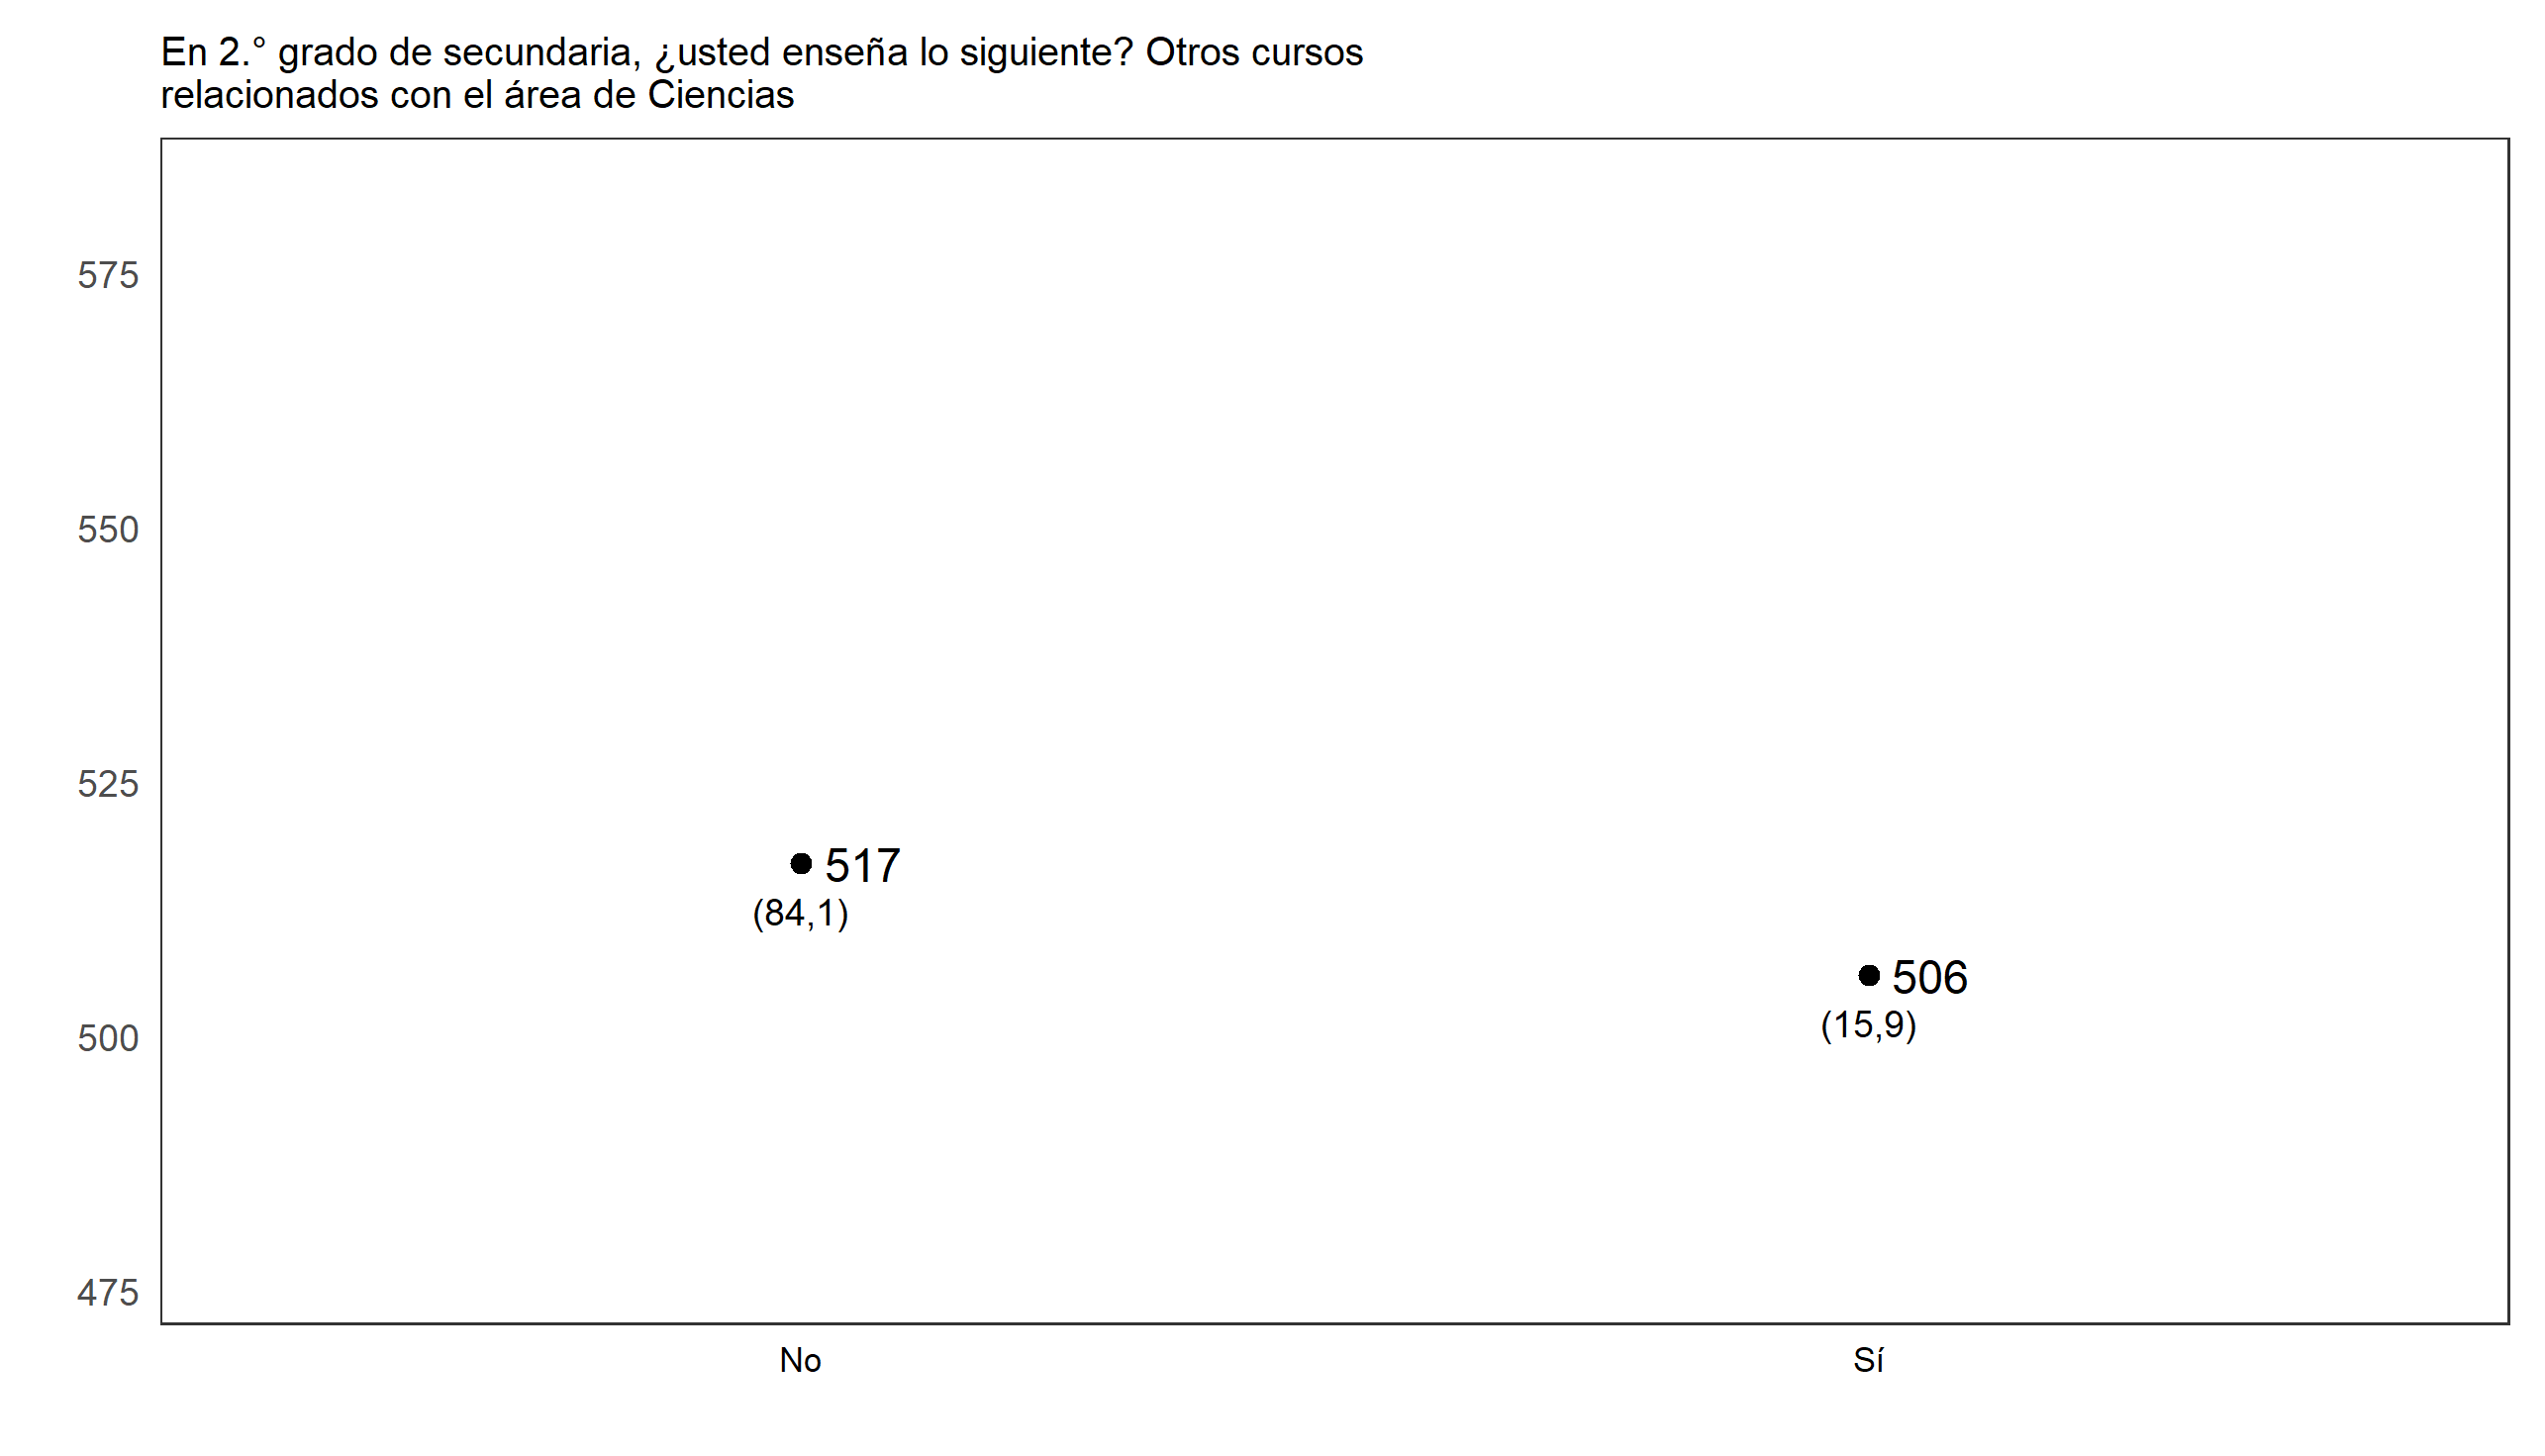 En 2.° grado de secundaria, ¿usted enseña lo siguiente? Otros cursos
relacionados con el área de Ciencias
575
550
525
517
(84,1)
506
(15,9)
500
475
No
Sí